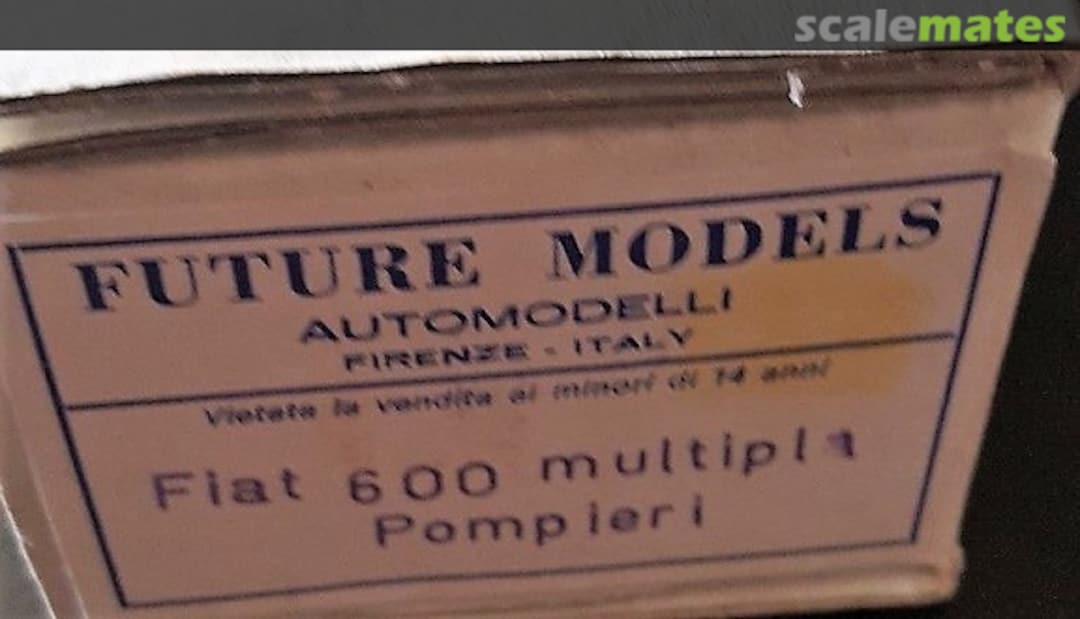 scalemates
FUTURE MODELS
AUTOMODELLI
FIRENZE - ITALY
Vietata la vendita ai minori di 14 anni
Fiat 600 multipla
Pompieri